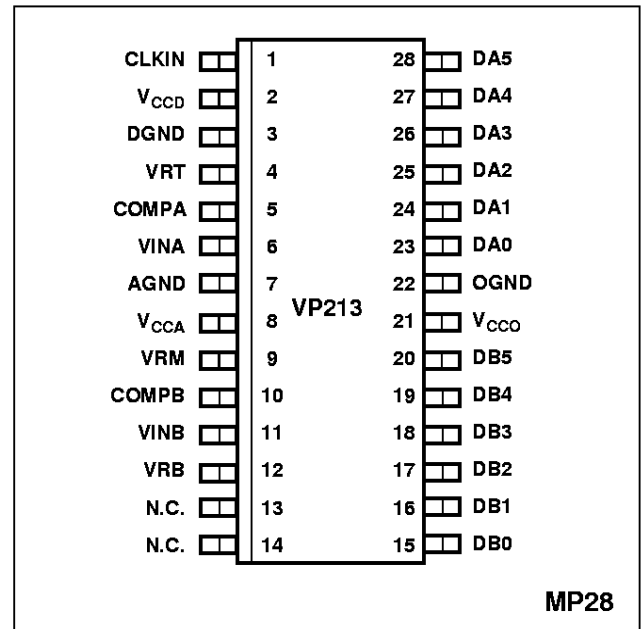 CLKIN 1 28 DA5
VCCD 2 27 DA4
DGND 3 26 DA3
VRT 4 25 DA2
COMPA 5 24 DA1
VINA 6 23 DA0
AGND 7 22 OGND
VP213
VCCA 8 21 VCCO
VRM 9 20 DB5
COMPB 10 19 DB4
VINB 11 18 DB3
VRB 12 17 DB2
N.C. 13 16 DB1
N.C. 14 15 DB0
MP28